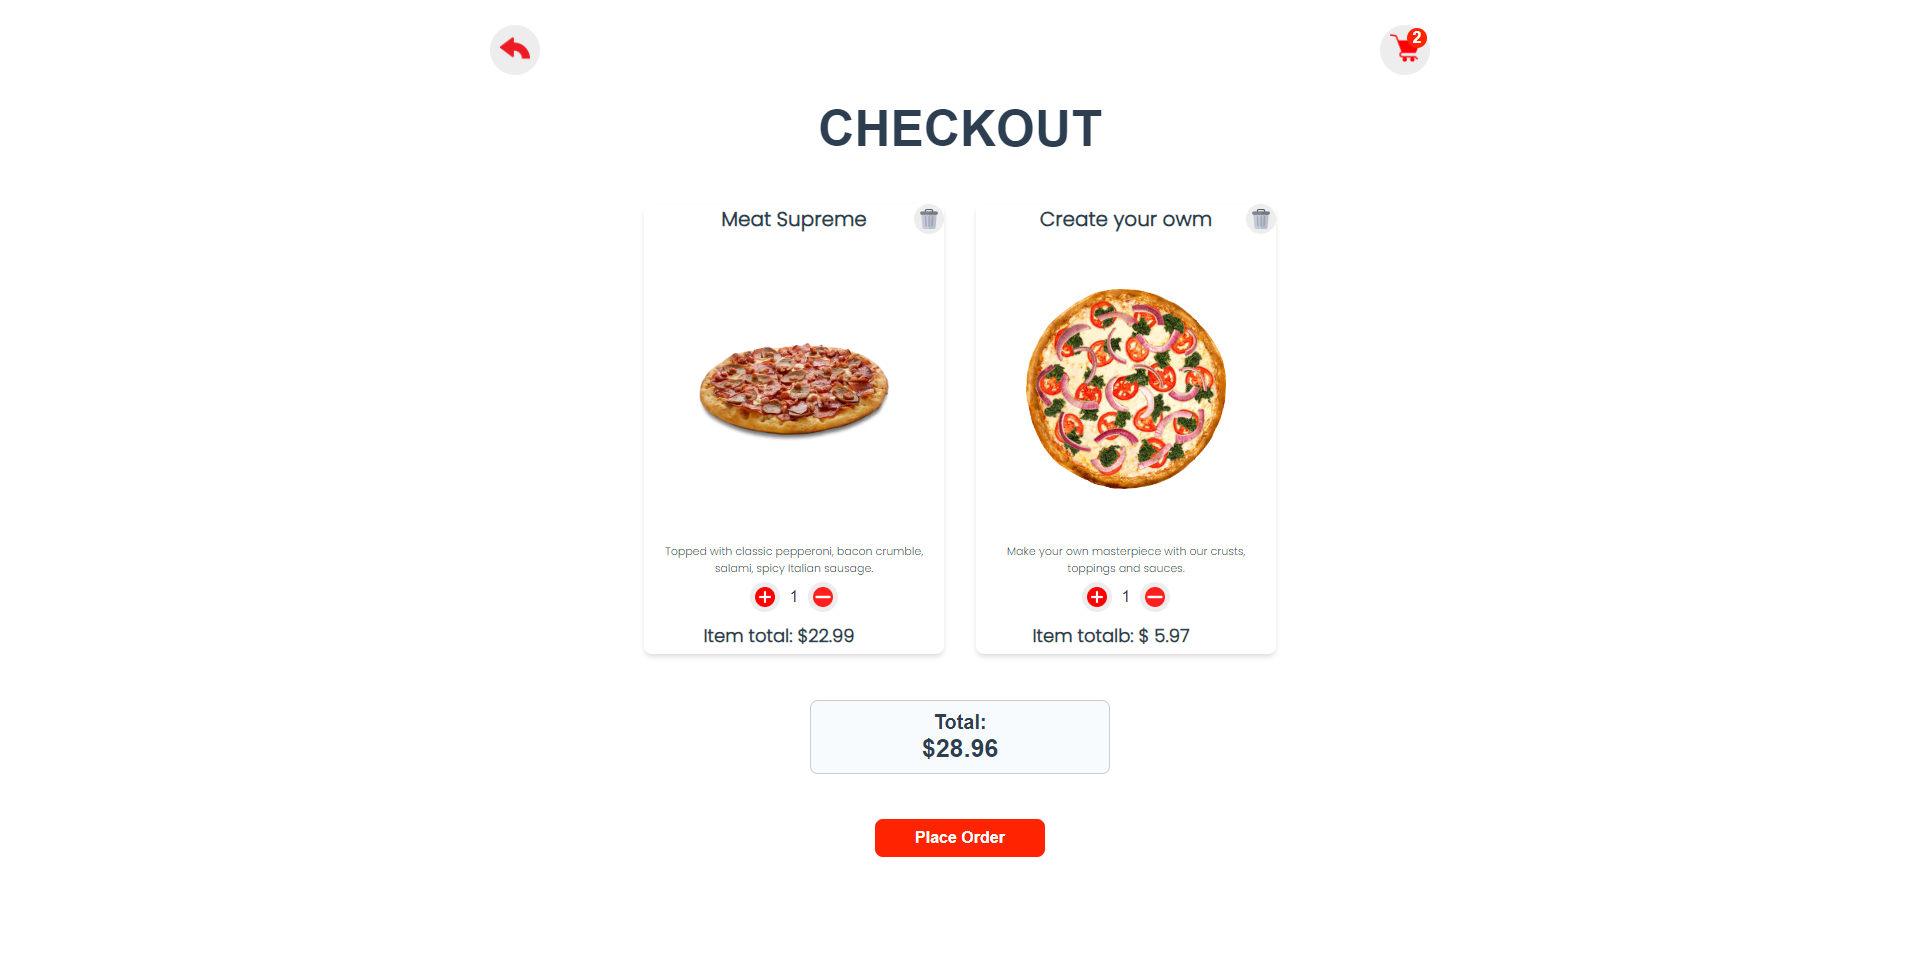 2
CHECKOUT
Meat Supreme
Topped with classic pepperoni, bacon crumble,
salami, spicy Italian sausage.
1
Item total: $22.99
Create your owm
Make your own masterpiece with our crusts,
toppings and sauces.
1
Item totalb: $ 5.97
Total:
$28.96
Place Order